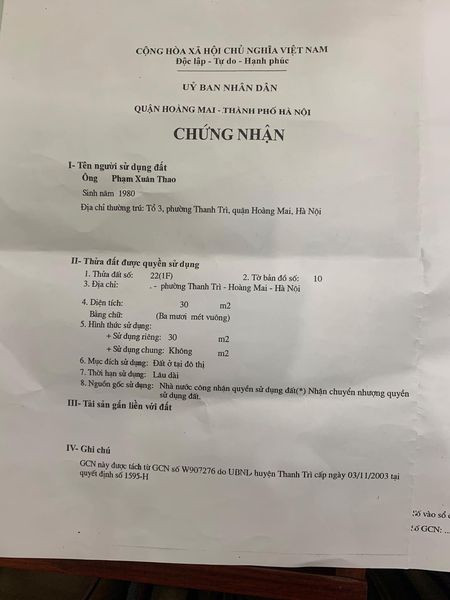 CỘNG HÒA XÃ HỘI CHỦ NGHĨA VIỆT NAM
Độc lập - Tự do - Hạnh phúc
UỶ BAN NHÂN DÂN
QUẬN HOÀNG MAI - THÀNH PHỐ HÀ NỘI
CHỨNG NHẬN
I- Tên người sử dụng đất
Ông Phạm Xuân Thao
Sinh năm 1980
Địa chỉ thường trú: Tổ 3, phường Thanh Trì, quận Hoàng Mai, Hà Nội
II- Thửa đất được quyền sử dụng
1. Thửa đất số: 22(1F) 2. Tờ bản đồ số: 10
3. Địa chỉ: . - phường Thanh Trì - Hoàng Mai - Hà Nội
4. Diện tích: 30 m2
Bằng chữ: (Ba mươi mét vuông)
5. Hình thức sử dụng:
+ Sử dụng riêng: 30 m2
+ Sử dụng chung: Không m2
6. Mục đích sử dụng: Đất ở tại đô thị
7. Thời hạn sử dụng: Lâu dài
8. Nguồn gốc sử dụng: Nhà nước công nhận quyền sử dụng đất(*) Nhận chuyển nhượng quyền
sử dụng đất.
III- Tài sản gắn liền với đất
IV- Ghi chú
GCN này được tách từ GCN số W907276 do UBND huyện Thanh Trì cấp ngày 03/11/2003 tại
quyết định số 1595-H
Số vào sổ
Số GCN: ...